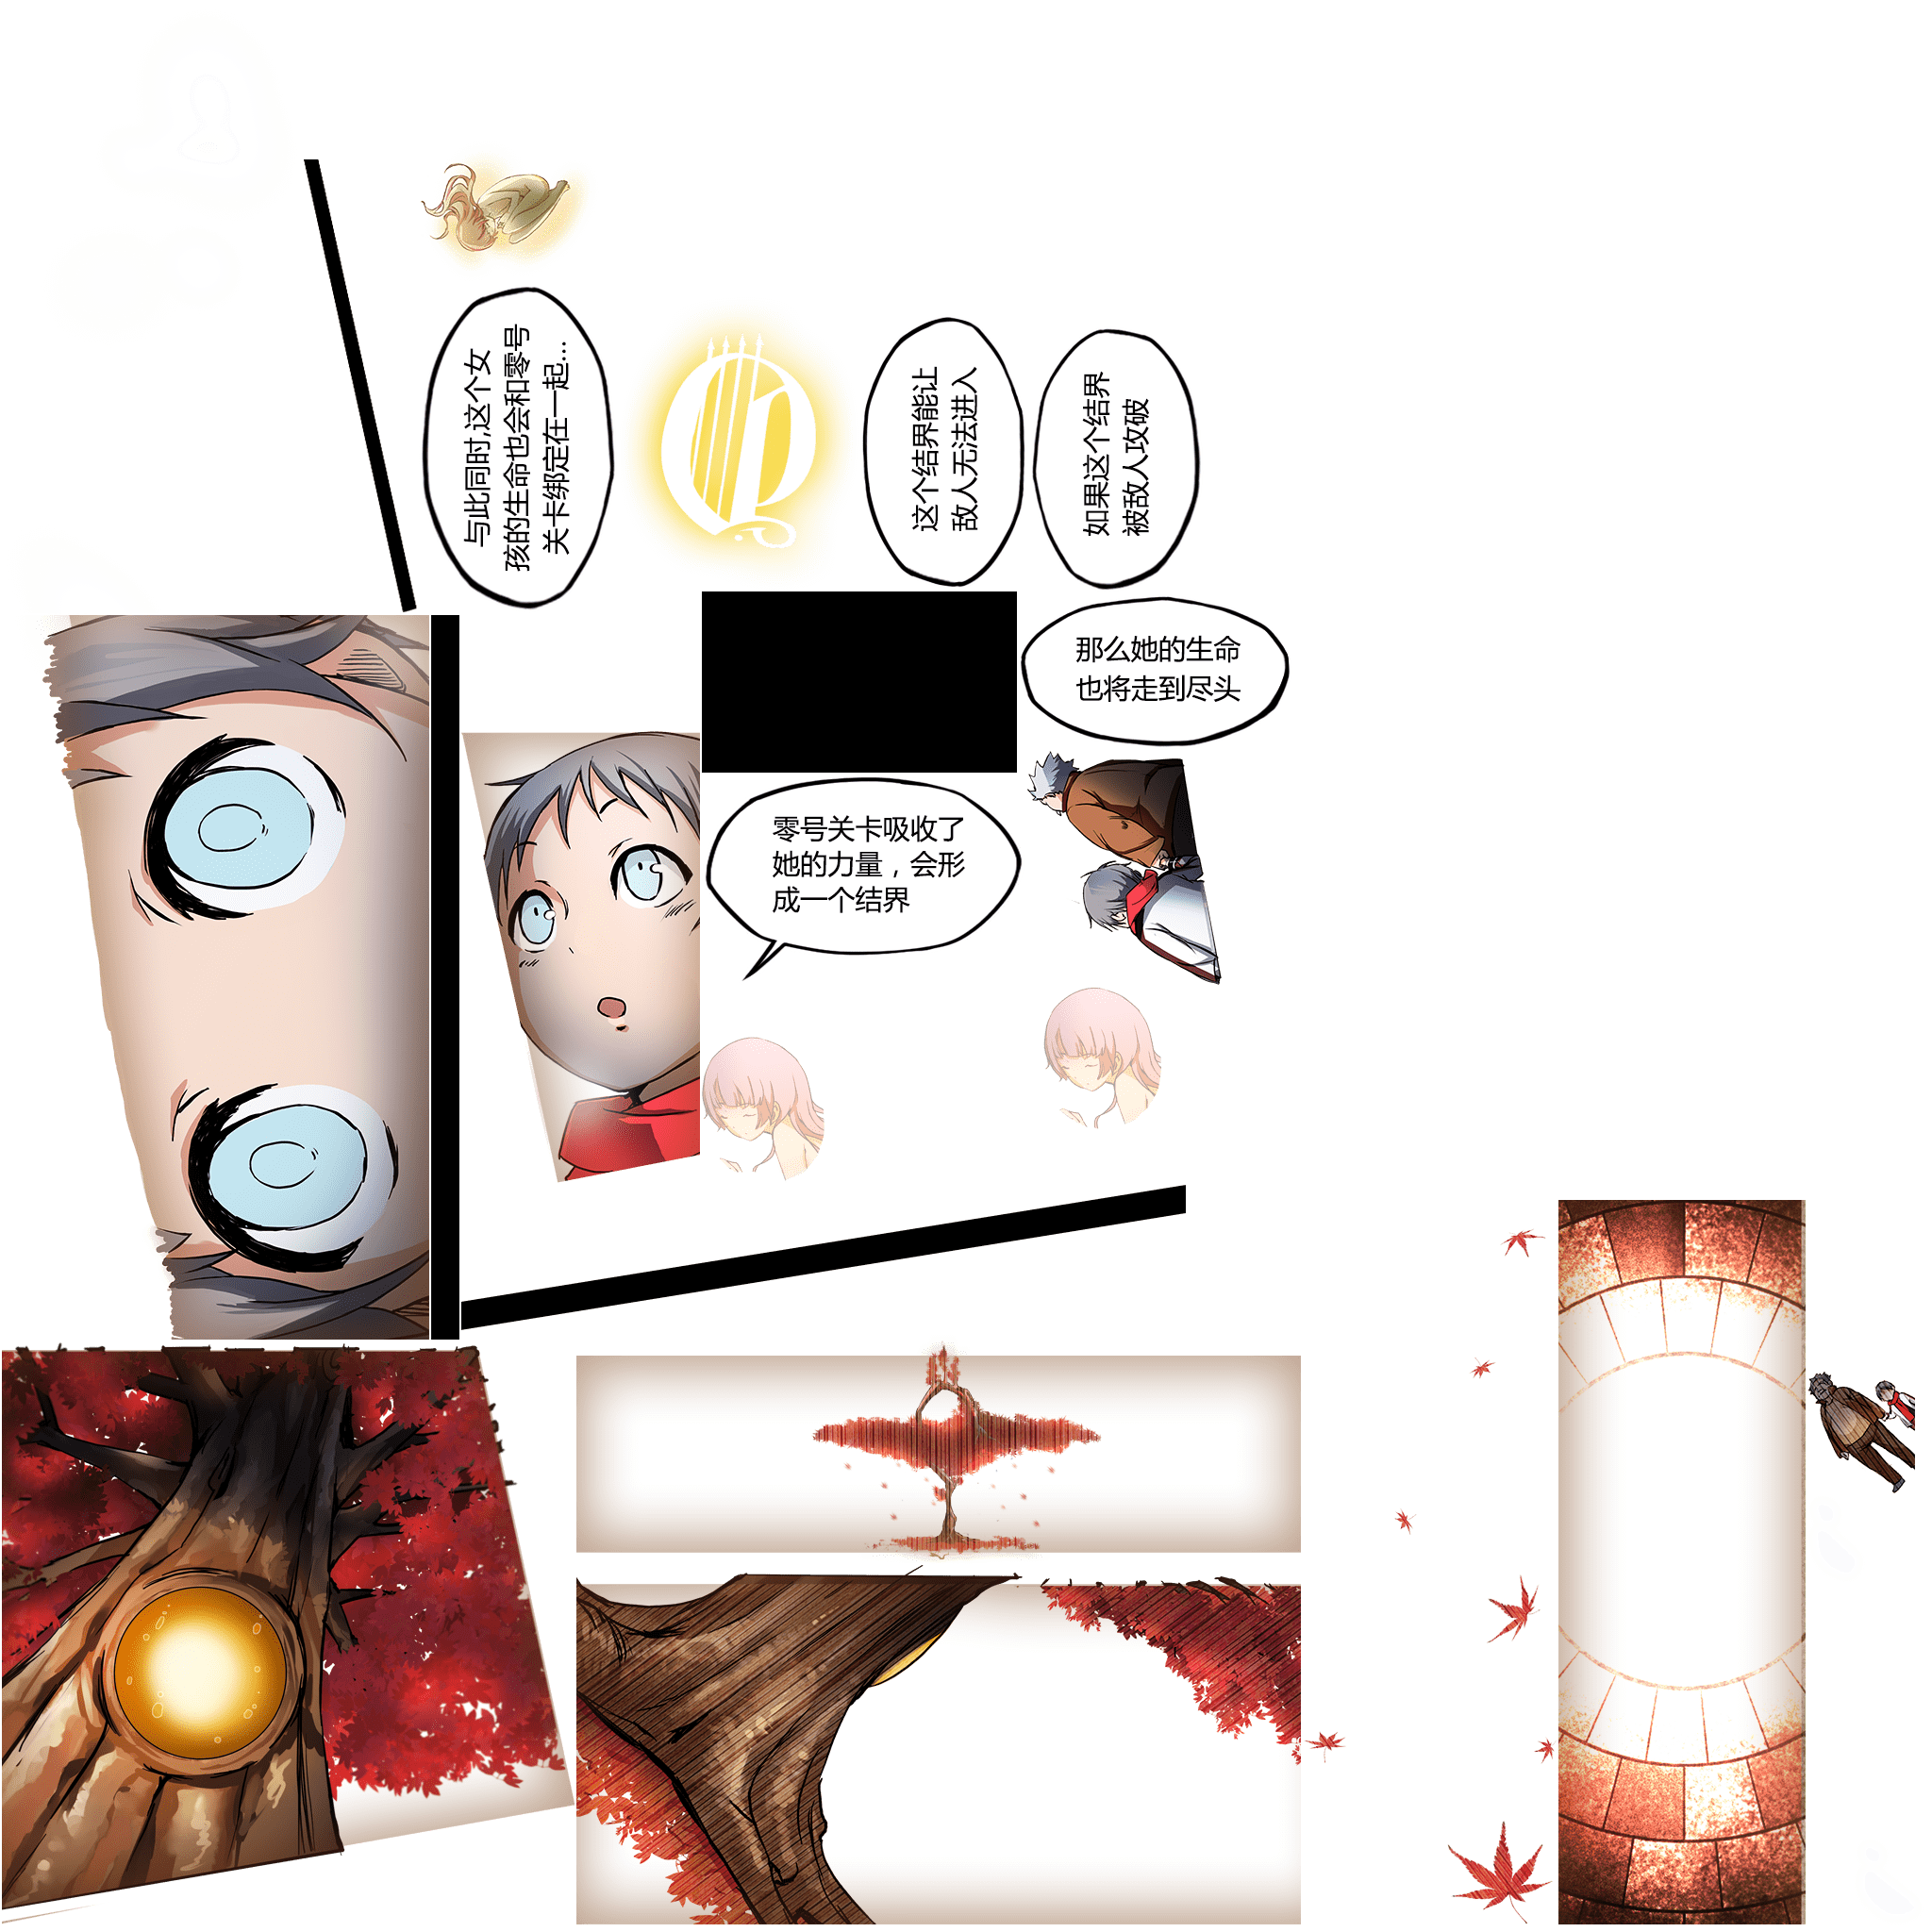 与此同时,这个女
孩的生命也会和零号
关卡绑定在一起...
这个结界能让
敌人无法进入
如果这个结界
被敌人攻破
那么她的生命
也将走到尽头
零号关卡吸收了
她的力量，会形
成一个结界